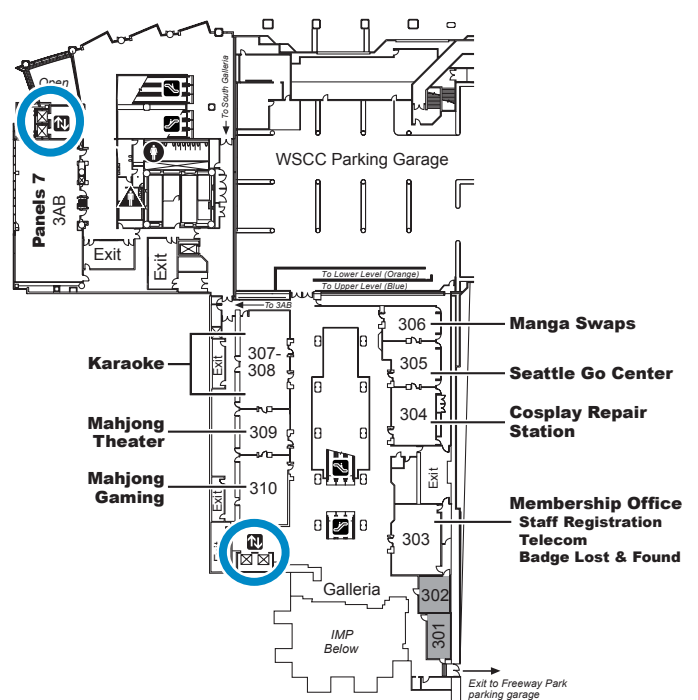 Open
To South Galleria
WSCC Parking Garage
Panels 7
3AB
Exit
Exit
To Lower Level (Orange)
To Upper Level (Blue)
To 3AB
306
Manga Swaps
Exit
307-
308
Karaoke
305
Seattle Go Center
304
Cosplay Repair
Station
Mahjong
Theater
309
Mahjong
Gaming
310
Exit
Exit
303
Membership Office
Staff Registration
Telecom
Badge Lost & Found
Galleria
302
301
IMP
Below
Exit to Freeway Park
parking garage